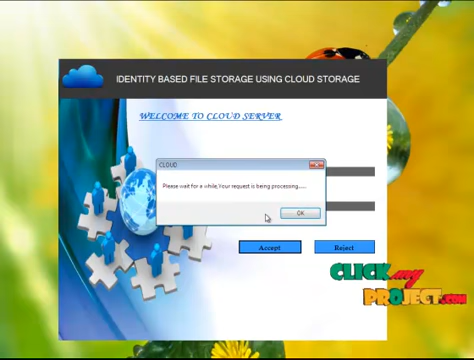 IDENTITY BASED FILE STORAGE USING CLOUD STORAGE
WELCOME TO CLOUD SERVER
CLOUD
Please wait for a while,Your request is being processing......
OK
Accept
Reject
CLICK my
PROJECT.COM